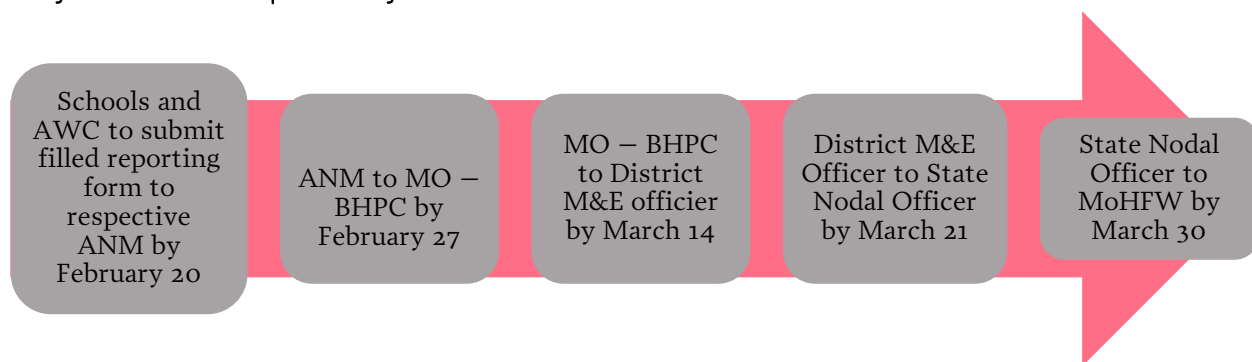 Schools and
AWC to submit
filled reporting
form to
respective
ANM by
February 20
ANM to MO –
BHPC by
February 27
MO – BHPC
to District
M&E officier
by March 14
District M&E
Officer to State
Nodal Officer
by March 21
State Nodal
Officer to
MoHFW by
March 30